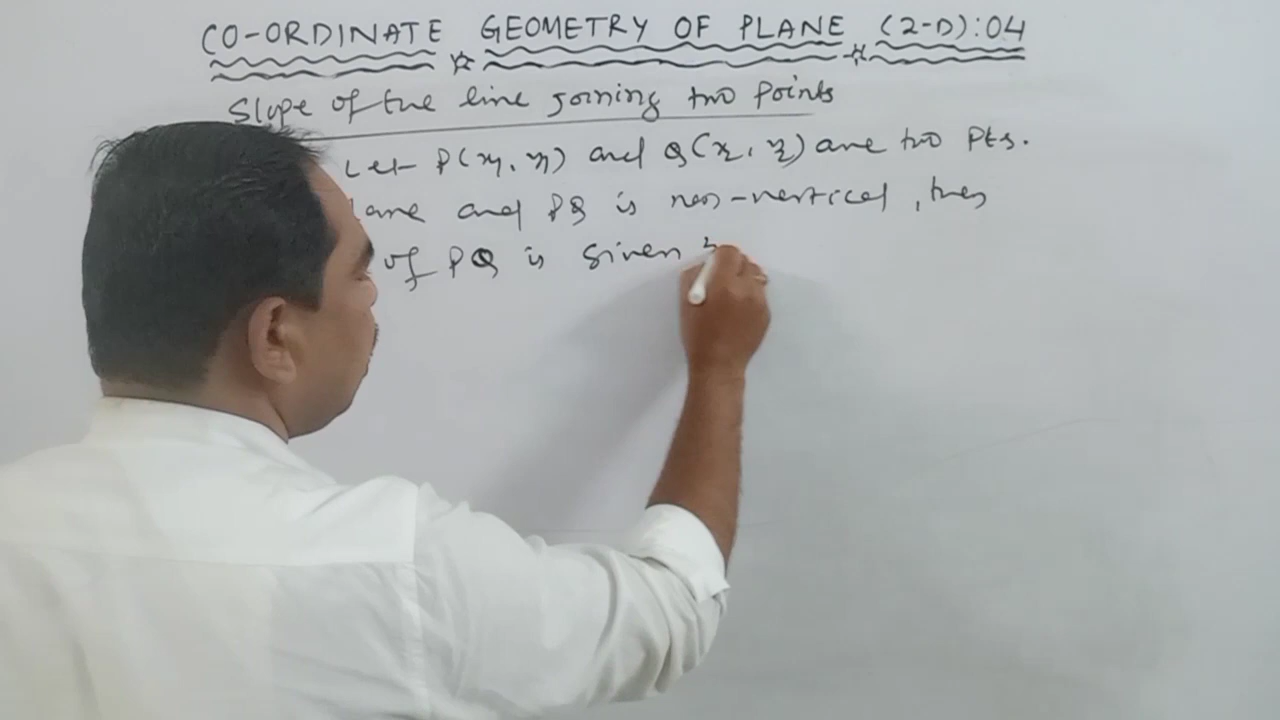 CO-ORDINATE GEOMETRY OF PLANE (2-D):04
Slope of the line joining two points
Let P(x₁, y₁) and Q(x₂, y₂) are two pts.
and PQ is non-vertical, then
of PQ is given